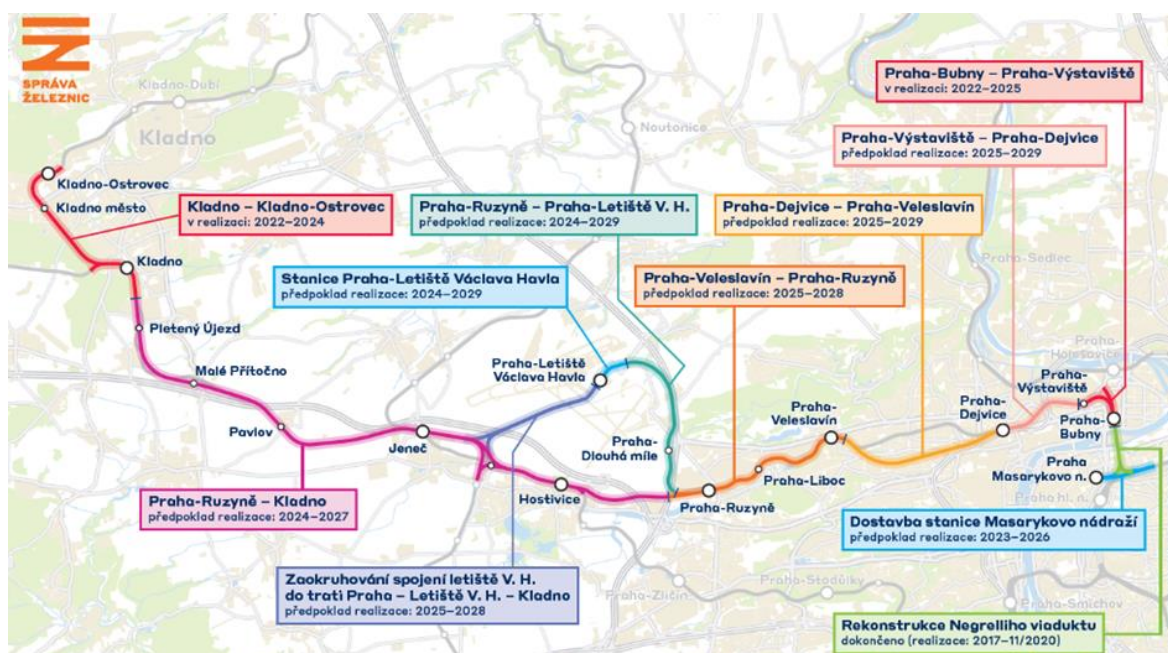 SPRÁVA
ŽELEZNIC
Kladno-Dubí
Kladno
Noutonice
Praha-Bubny – Praha-Výstaviště
v realizaci: 2022–2025
Praha-Výstaviště – Praha-Dejvice
předpoklad realizace: 2025–2029
Kladno-Ostrovec
Kladno město
Kladno – Kladno-Ostrovec
v realizaci: 2022–2024
Praha-Ruzyně – Praha-Letiště V. H.
předpoklad realizace: 2024–2029
Praha-Dejvice – Praha-Veleslavín
předpoklad realizace: 2025–2029
Kladno
Stanice Praha-Letiště Václava Havla
předpoklad realizace: 2024–2029
Praha-Veleslavín – Praha-Ruzyně
předpoklad realizace: 2025–2028
Praha-Sedlec
Pletený Újezd
Malé Přítočno
Praha-Letiště
Václava Havla
Praha-
Holešovice
Praha-
Výstaviště
Pavlov
Jeneč
Praha-
Dlouhá míle
Praha-
Veleslavín
Praha-
Dejvice
Praha-
Bubny
Praha
Masarykovo n.
Praha hl. n.
Hostivice
Praha-Ruzyně
Praha-Liboc
Praha-Ruzyně – Kladno
předpoklad realizace: 2024–2027
Dostavba stanice Masarykovo nádraží
předpoklad realizace: 2023–2026
Zaokruhování spojení letiště V. H.
do trati Praha – Letiště V. H. – Kladno
předpoklad realizace: 2025–2028
Praha-Zličín
Praha-Stodůlky
Praha-Smíchov
Rekonstrukce Negrelliho viaduktu
dokončeno (realizace: 2017–11/2020)